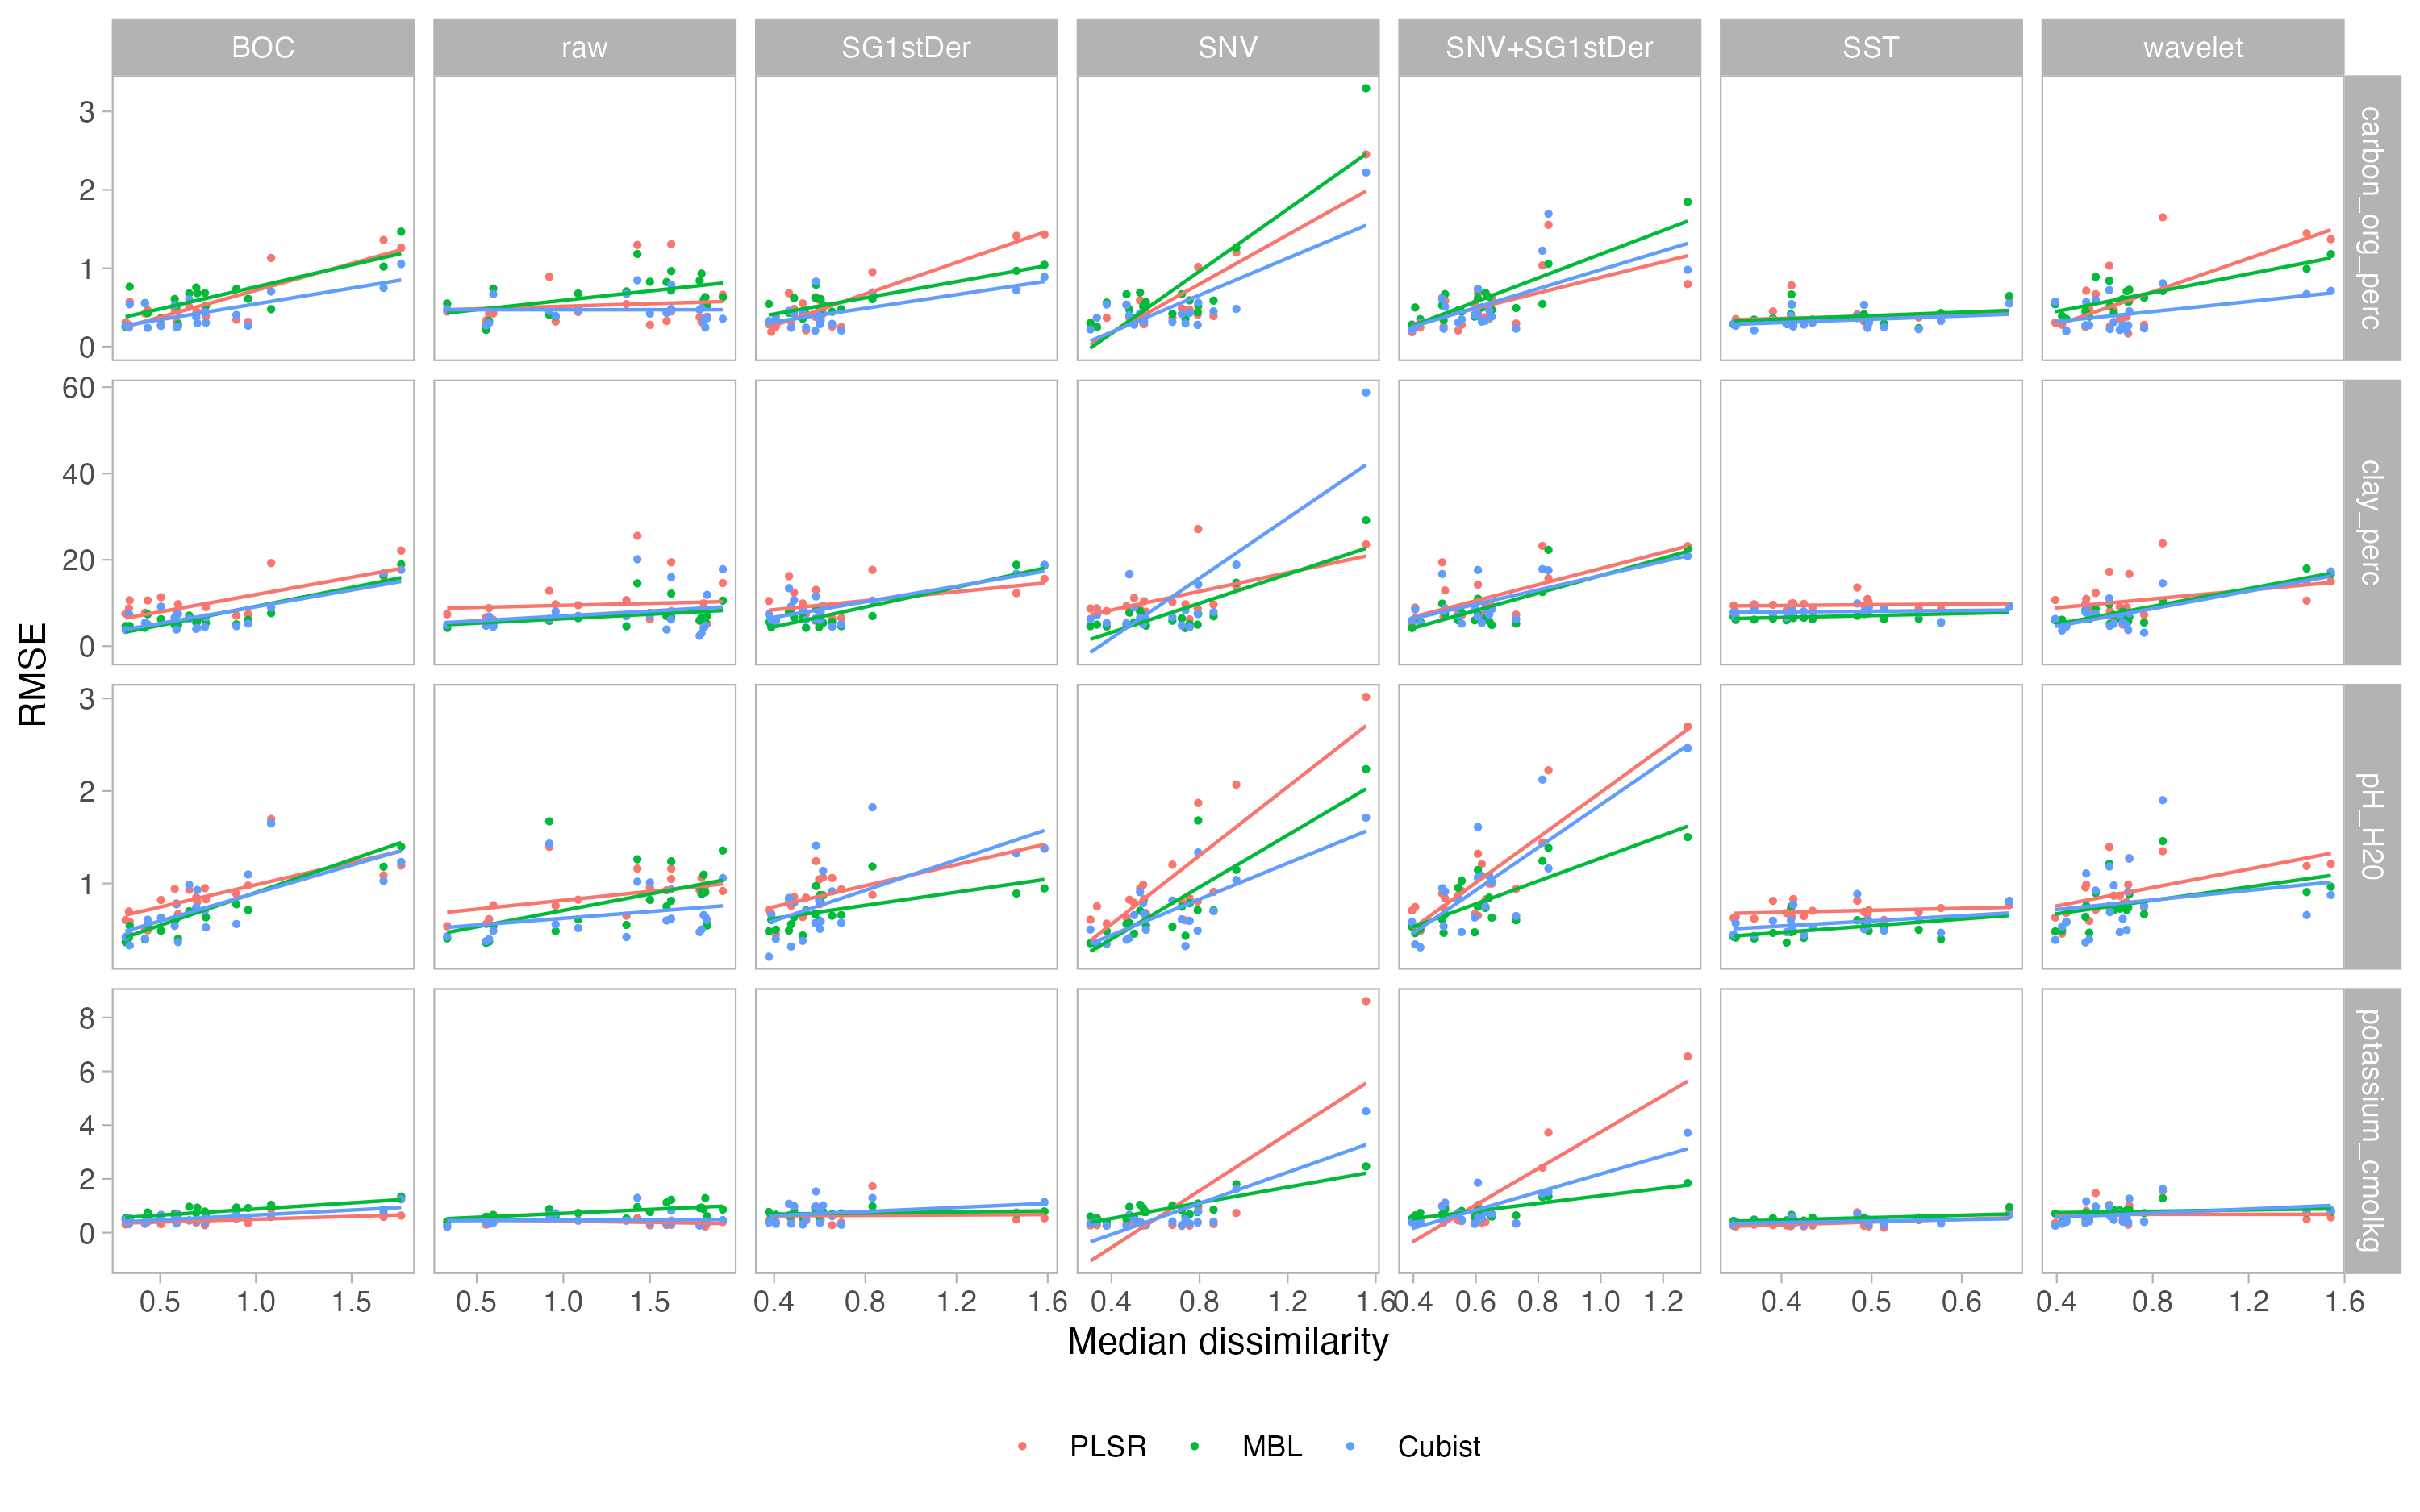 BOC raw SG1stDer SNV SNV+SG1stDer SST wavelet
3
2
1
0
carbon_org_perc
60
40
20
0
clay_perc
RMSE
3
2
1
pH_H20
8
6
4
2
0
potassium_cmolkg
0.5 1.0 1.5 0.5 1.0 1.5 0.4 0.8 1.2 1.6 0.4 0.8 1.2 1.6 0.4 0.6 0.8 1.0 1.2 0.4 0.5 0.6 0.4 0.8 1.2 1.6
Median dissimilarity
PLSR MBL Cubist